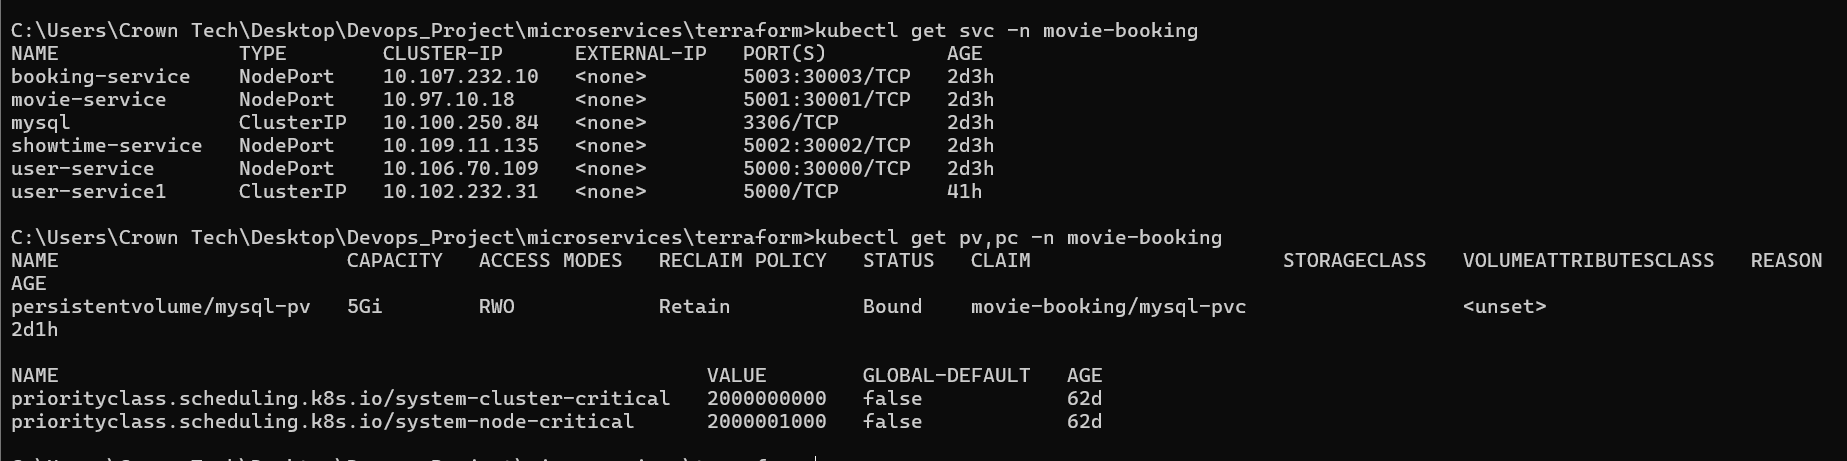 C:\Users\Crown Tech\Desktop\Devops_Project\microservices\terraform>kubectl get svc -n movie-booking
NAME               TYPE        CLUSTER-IP      EXTERNAL-IP   PORT(S)          AGE
booking-service    NodePort    10.107.232.10   <none>        5003:30003/TCP   2d3h
movie-service      NodePort    10.97.10.18     <none>        5001:30001/TCP   2d3h
mysql              ClusterIP   10.100.250.84   <none>        3306/TCP         2d3h
showtime-service   NodePort    10.109.11.135   <none>        5002:30002/TCP   2d3h
user-service       NodePort    10.106.70.109   <none>        5000:30000/TCP   2d3h
user-service1      ClusterIP   10.102.232.31   <none>        5000/TCP         41h
C:\Users\Crown Tech\Desktop\Devops_Project\microservices\terraform>kubectl get pv,pc -n movie-booking
NAME                        CAPACITY   ACCESS MODES   RECLAIM POLICY   STATUS   CLAIM                     STORAGECLASS   VOLUMEATTRIBUTESCLASS   REASON
AGE
persistentvolume/mysql-pv   5Gi        RWO            Retain           Bound    movie-booking/mysql-pvc                  <unset>
2d1h
NAME                                                      VALUE        GLOBAL-DEFAULT   AGE
priorityclass.scheduling.k8s.io/system-cluster-critical   2000000000   false            62d
priorityclass.scheduling.k8s.io/system-node-critical      2000001000   false            62d